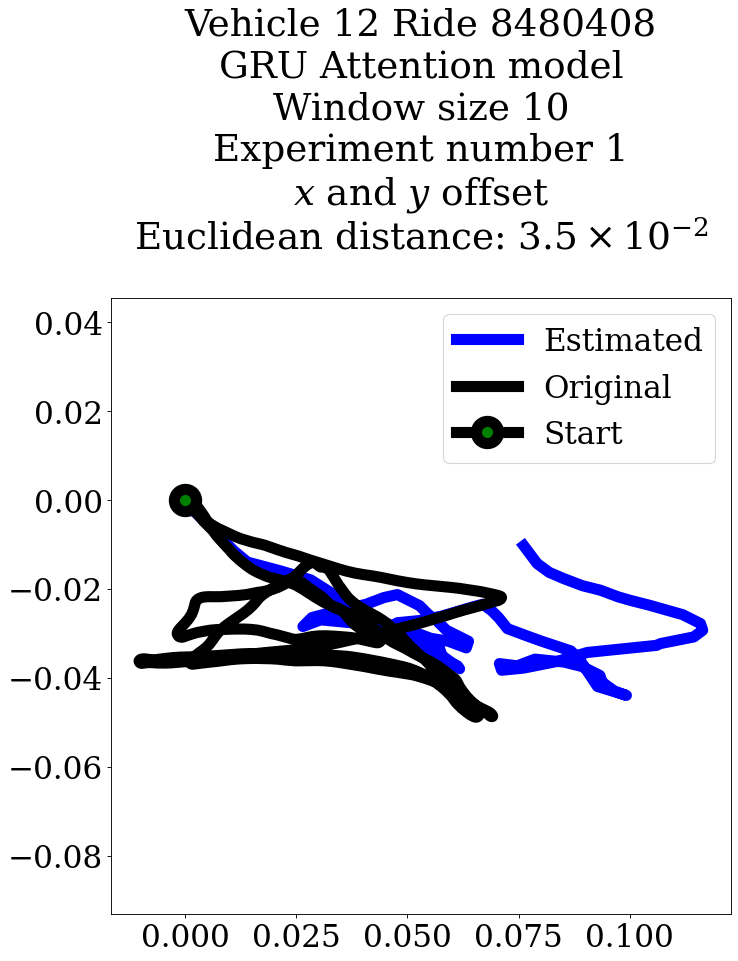 Vehicle 12 Ride 8480408
GRU Attention model
Window size 10
Experiment number 1
x and y offset
Euclidean distance: 3.5 × 10⁻²
Estimated
Original
Start
0.04
0.02
0.00
−0.02
−0.04
−0.06
−0.08
0.000 0.025 0.050 0.075 0.100